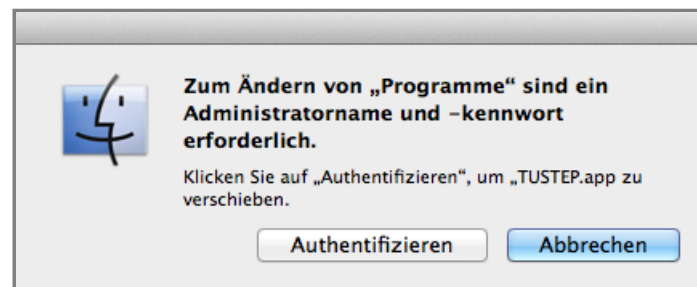 Zum Ändern von „Programme“ sind ein
Administratorname und –kennwort
erforderlich.
Klicken Sie auf „Authentifizieren“, um „TUSTEP.app zu
verschieben.
Authentifizieren Abbrechen